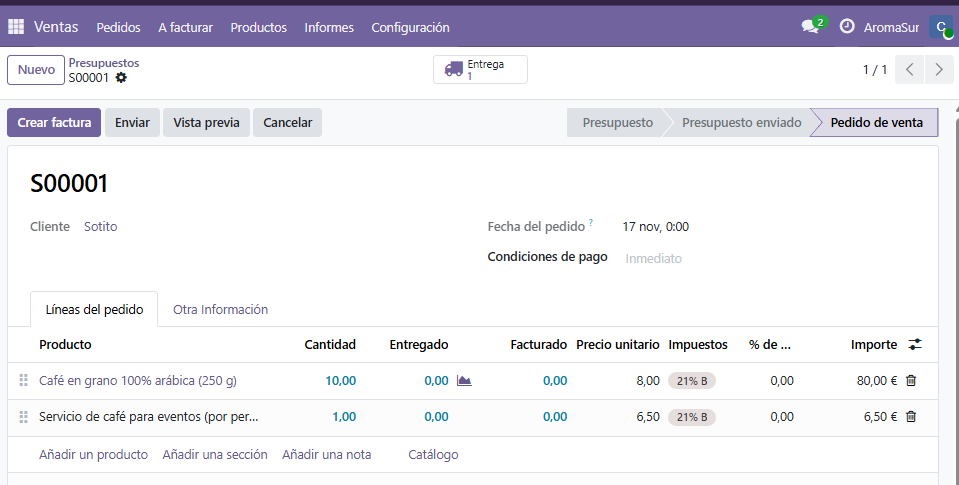 Ventas Pedidos A facturar Productos Informes Configuración 2 AromaSur C
Nuevo Presupuestos
S00001
Entrega
1
1 / 1
Crear factura Enviar Vista previa Cancelar Presupuesto Presupuesto enviado Pedido de venta
S00001
Cliente Sotito Fecha del pedido ? 17 nov, 0:00
Condiciones de pago Inmediato
Líneas del pedido Otra Información
Producto Cantidad Entregado Facturado Precio unitario Impuestos % de ... Importe
Café en grano 100% arábica (250 g) 10,00 0,00 0,00 8,00 21% B 0,00 80,00 €
Servicio de café para eventos (por per... 1,00 0,00 0,00 6,50 21% B 0,00 6,50 €
Añadir un producto Añadir una sección Añadir una nota Catálogo